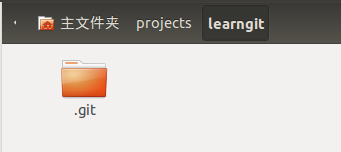 主文件夹 projects learngit
.git